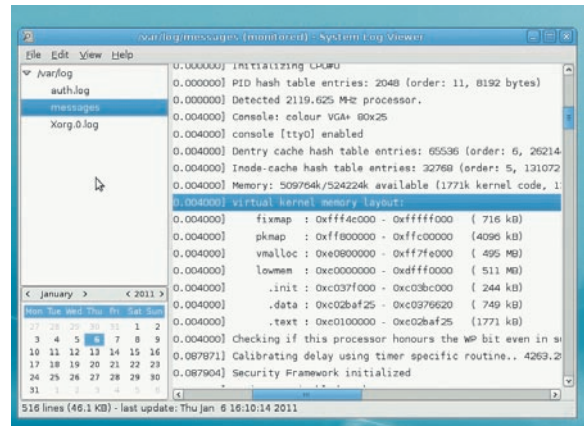 /var/log/messages (monitored) - System Log Viewer
File Edit View Help
/var/log
auth.log
messages
Xorg.0.log
0.000000] Initializing CPU#0
0.000000] PID hash table entries: 2048 (order: 11, 8192 bytes)
0.000000] Detected 2119.625 MHz processor.
0.004000] Console: colour VGA+ 80x25
0.004000] console [tty0] enabled
0.004000] Dentry cache hash table entries: 65536 (order: 6, 26214
0.004000] Inode-cache hash table entries: 32768 (order: 5, 131072
0.004000] Memory: 509764k/524224k available (1771k kernel code, 1
0.004000] virtual kernel memory layout:
0.004000] fixmap : 0xfff4c000 - 0xfffff000 ( 716 kB)
0.004000] pkmap : 0xff800000 - 0xffc00000 (4096 kB)
0.004000] vmalloc : 0xe0800000 - 0xff7fe000 ( 495 MB)
0.004000] lowmem : 0xc0000000 - 0xdfff0000 ( 511 MB)
0.004000] .init : 0xc037f000 - 0xc03bc000 ( 244 kB)
0.004000] .data : 0xc02baf25 - 0xc0376620 ( 749 kB)
0.004000] .text : 0xc0100000 - 0xc02baf25 (1771 kB)
0.004000] Checking if this processor honours the WP bit even in su
0.087871] Calibrating delay using timer specific routine.. 4263.2
0.087904] Security Framework initialized
< January > < 2011 >
Mon Tue Wed Thu Fri Sat Sun
27 28 29 30 31 1 2
3 4 5 6 7 8 9
10 11 12 13 14 15 16
17 18 19 20 21 22 23
24 25 26 27 28 29 30
31 1 2 3 4 5 6
516 lines (46.1 KB) - last update: Thu Jan 6 16:10:14 2011